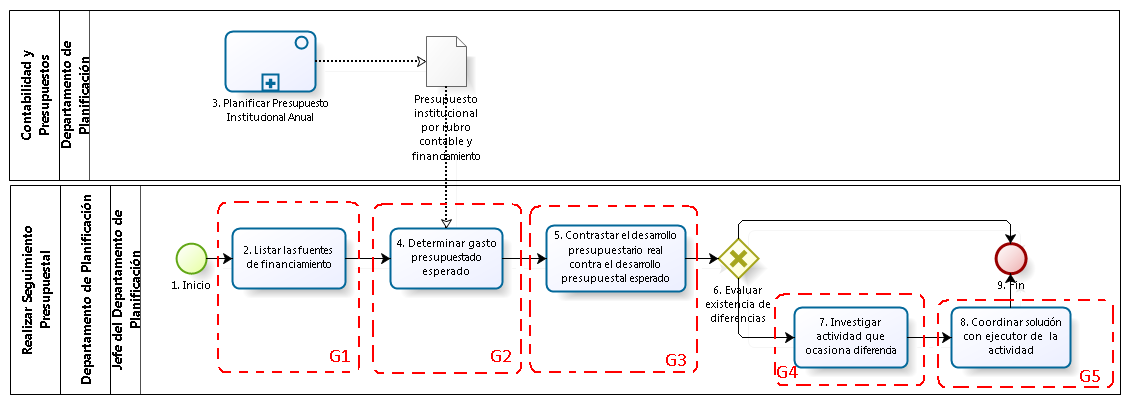 Contabilidad y
Presupuestos
Departamento de
Planificación
3. Planificar Presupuesto
Institucional Anual
Presupuesto
institucional
por rubro
contable y
financiamiento
Realizar Seguimiento
Presupuestal
Departamento de Planificación
Jefe del Departamento de
Planificación
1. Inicio
2. Listar las fuentes
de financiamiento
G1
4. Determinar gasto
presupuestado
esperado
G2
5. Contrastar el desarrollo
presupuestario real
contra el desarrollo
presupuestal esperado
G3
6. Evaluar
existencia de
diferencias
7. Investigar
actividad que
ocasiona diferencia
G4
8. Coordinar solución
con ejecutor de la
actividad
G5
9. Fin